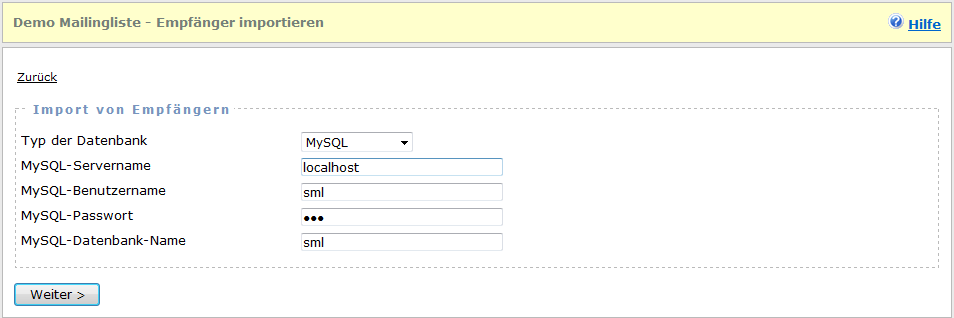 Demo Mailingliste - Empfänger importieren
Hilfe
Zurück
Import von Empfängern
Typ der Datenbank MySQL
MySQL-Servername localhost
MySQL-Benutzername sml
MySQL-Passwort •••
MySQL-Datenbank-Name sml
Weiter >